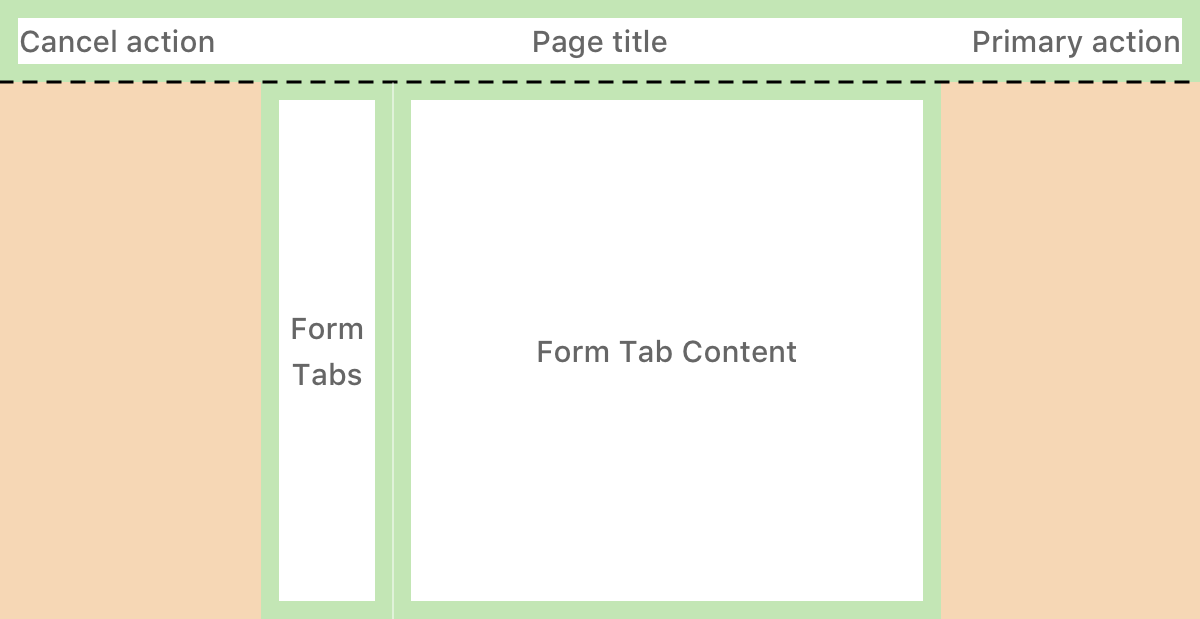 Cancel action Page title Primary action
Form
Tabs
Form Tab Content